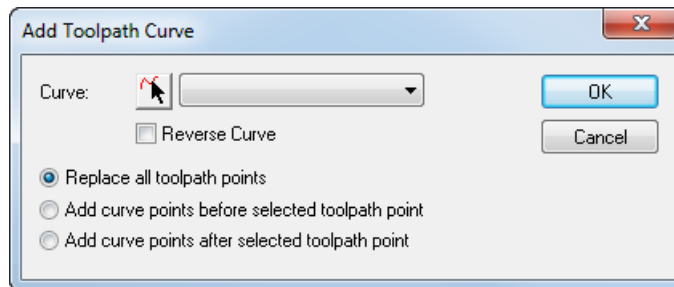 Add Toolpath Curve
Curve:
OK
Reverse Curve
Cancel
Replace all toolpath points
Add curve points before selected toolpath point
Add curve points after selected toolpath point